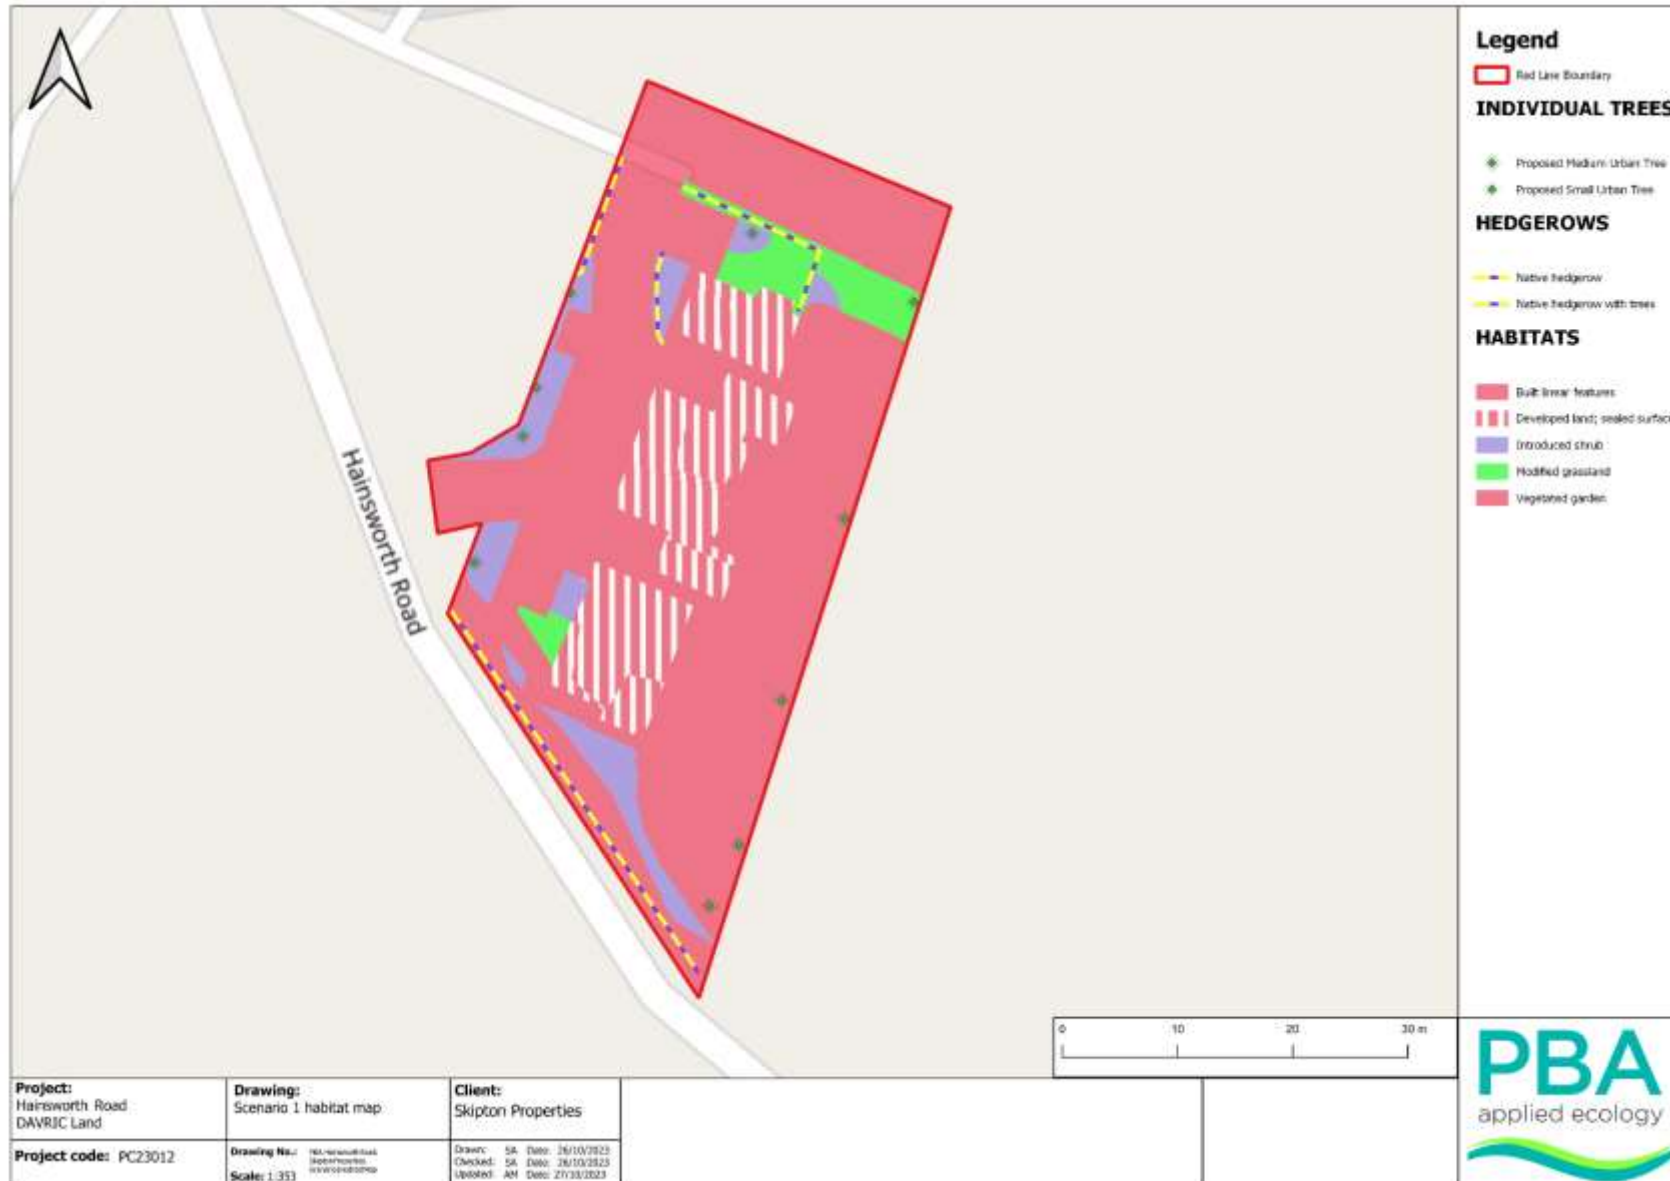 Legend
Red Line Boundary
INDIVIDUAL TREES
Proposed Medium Urban Tree
Proposed Small Urban Tree
HEDGEROWS
Native hedgerow
Native hedgerow with trees
HABITATS
Built linear features
Developed land; sealed surface
Introduced shrub
Modified grassland
Vegetated garden
Hainsworth Road
0 10 20 30 m
Project:
Hainsworth Road
DAVRIC Land
Project code: PC23012
Drawing:
Scenario 1 habitat map
Drawing No.:
Scale: 1:353
Client:
Skipton Properties
Drawn: SA Date: 26/10/2023
Checked: SA Date: 26/10/2023
Updated: AM Date: 27/10/2023
PBA
applied ecology